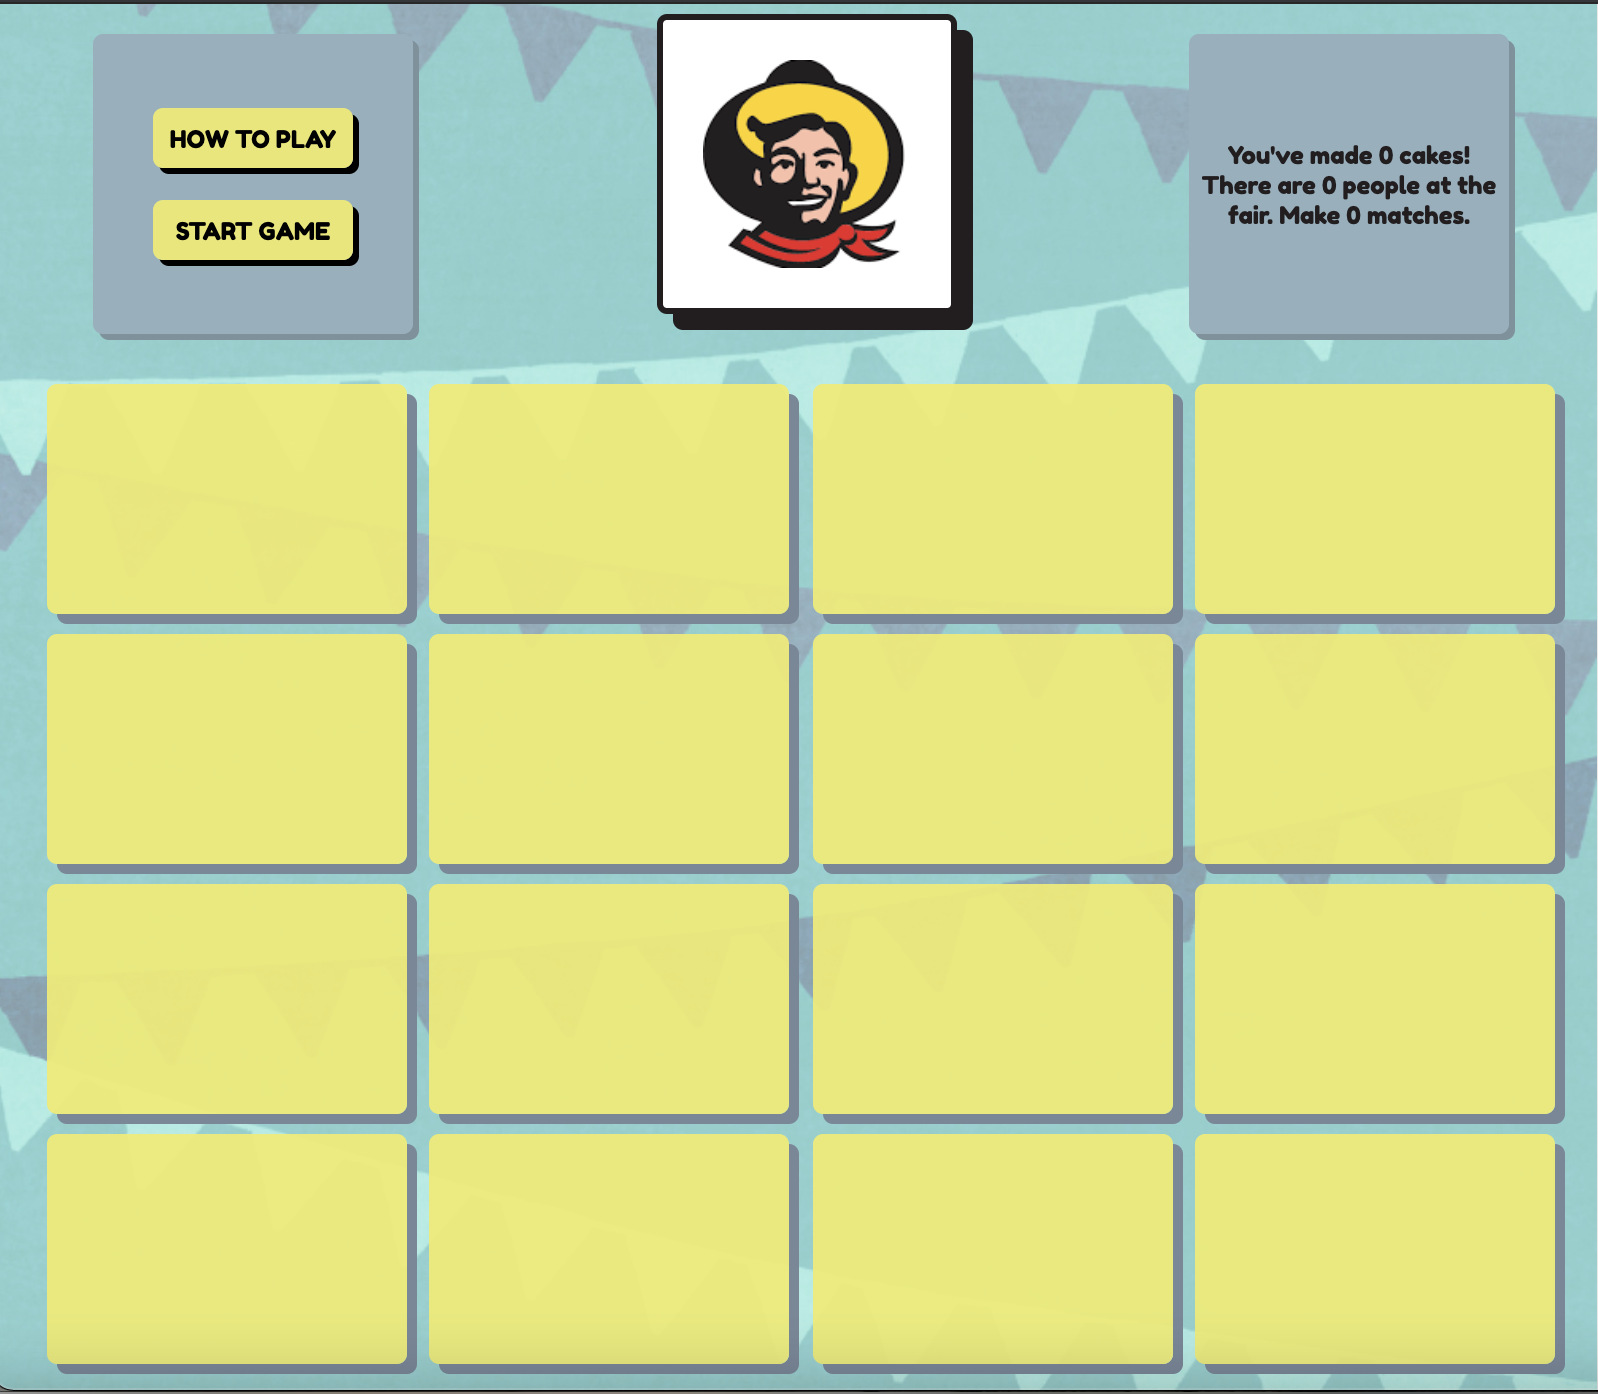 HOW TO PLAY
START GAME
You've made 0 cakes!
There are 0 people at the
fair. Make 0 matches.